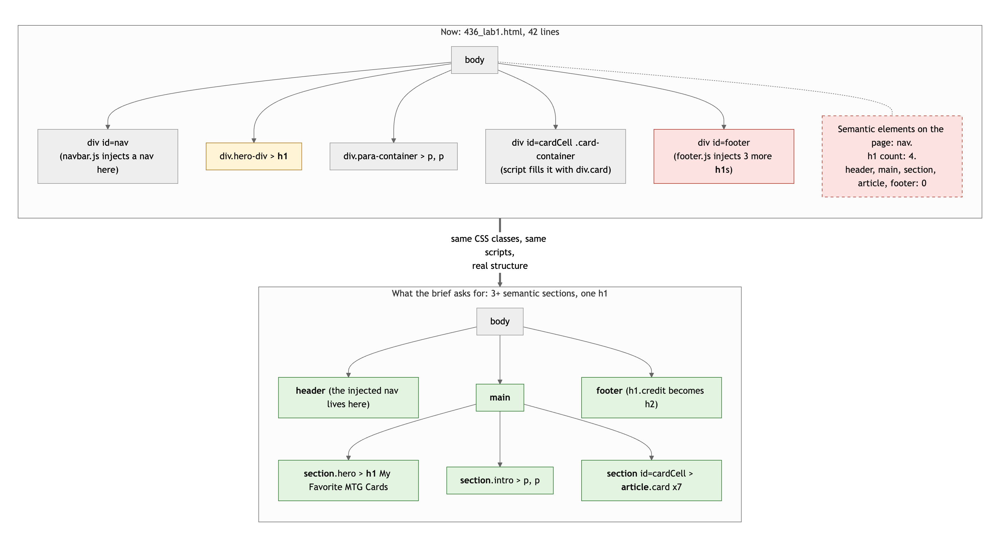 Now: 436_lab1.html, 42 lines
body
div id=nav
(navbar.js injects a nav
here)
div.hero-div > h1
div.para-container > p, p
div id=cardCell .card-
container
(script fills it with div.card)
div id=footer
(footer.js injects 3 more
h1s)
Semantic elements on the
page: nav.
h1 count: 4.
header, main, section,
article, footer: 0
same CSS classes, same
scripts,
real structure
What the brief asks for: 3+ semantic sections, one h1
body
header (the injected nav
lives here)
main
footer (h1.credit becomes
h2)
section.hero > h1 My
Favorite MTG Cards
section.intro > p, p
section id=cardCell >
article.card x7